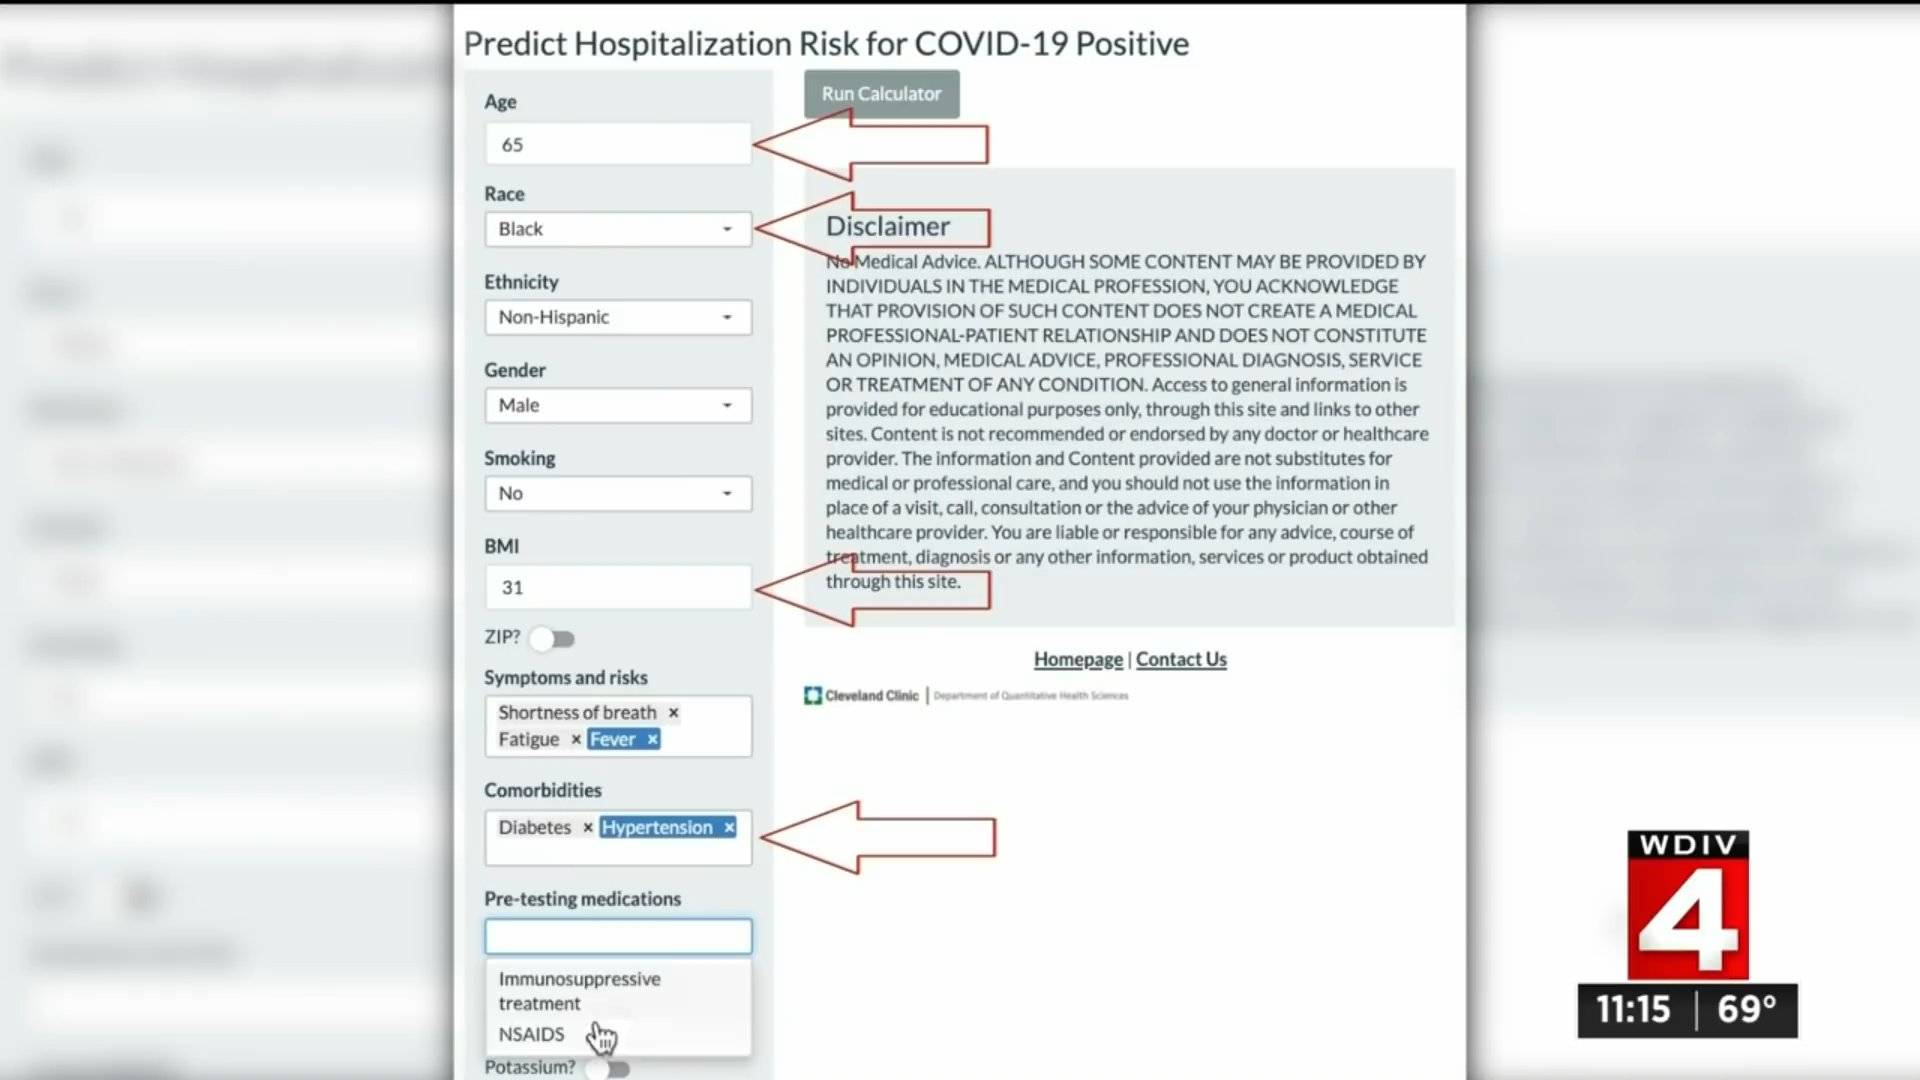 Predict Hospitalization Risk for COVID-19 Positive
Age
65
Race
Black
Ethnicity
Non-Hispanic
Gender
Male
Smoking
No
BMI
31
ZIP?
Symptoms and risks
Shortness of breath ×
Fatigue × Fever ×
Comorbidities
Diabetes × Hypertension ×
Pre-testing medications
Immunosuppressive
treatment
NSAIDS
Potassium?
Run Calculator
Disclaimer
No Medical Advice. ALTHOUGH SOME CONTENT MAY BE PROVIDED BY
INDIVIDUALS IN THE MEDICAL PROFESSION, YOU ACKNOWLEDGE
THAT PROVISION OF SUCH CONTENT DOES NOT CREATE A MEDICAL
PROFESSIONAL-PATIENT RELATIONSHIP AND DOES NOT CONSTITUTE
AN OPINION, MEDICAL ADVICE, PROFESSIONAL DIAGNOSIS, SERVICE
OR TREATMENT OF ANY CONDITION. Access to general information is
provided for educational purposes only, through this site and links to other
sites. Content is not recommended or endorsed by any doctor or healthcare
provider. The information and Content provided are not substitutes for
medical or professional care, and you should not use the information in
place of a visit, call, consultation or the advice of your physician or other
healthcare provider. You are liable or responsible for any advice, course of
treatment, diagnosis or any other information, services or product obtained
through this site.
Homepage | Contact Us
Cleveland Clinic | Department of Quantitative Health Sciences
WDIV
4
11:15 | 69°